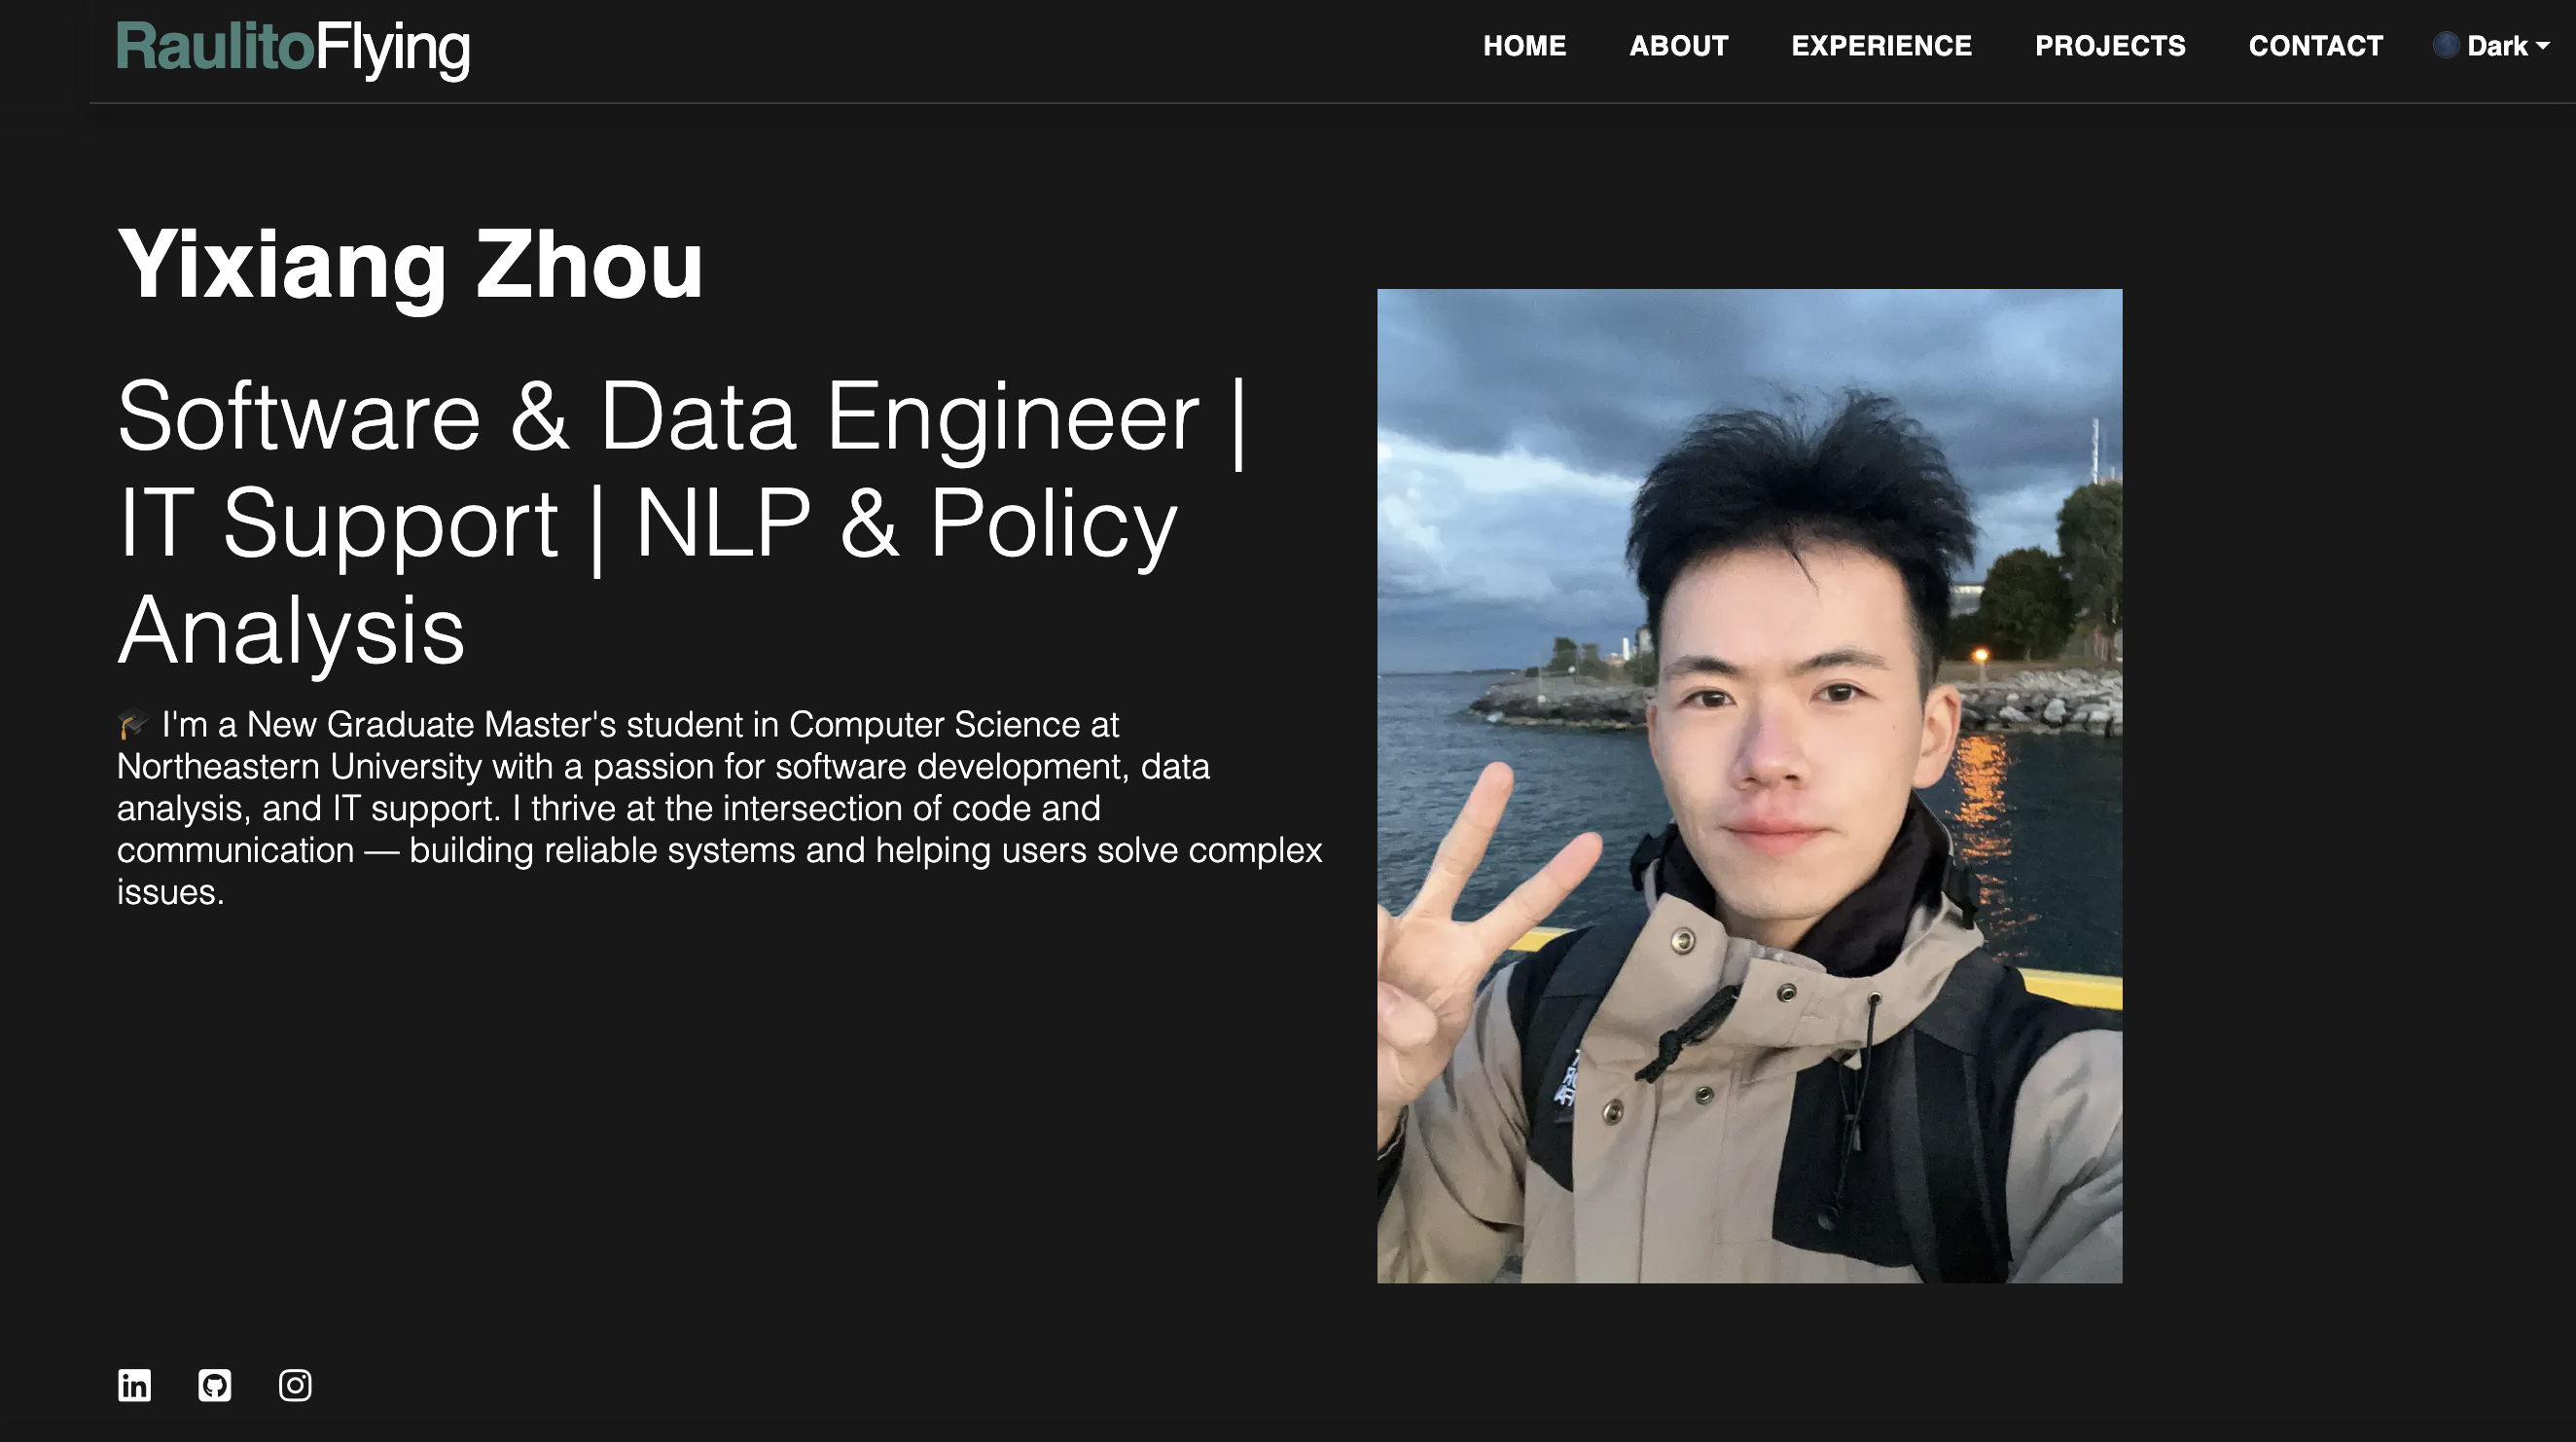 RaulitoFlying
HOME ABOUT EXPERIENCE PROJECTS CONTACT Dark
Yixiang Zhou
Software & Data Engineer |
IT Support | NLP & Policy
Analysis
🎓 I'm a New Graduate Master's student in Computer Science at
Northeastern University with a passion for software development, data
analysis, and IT support. I thrive at the intersection of code and
communication — building reliable systems and helping users solve complex
issues.
in